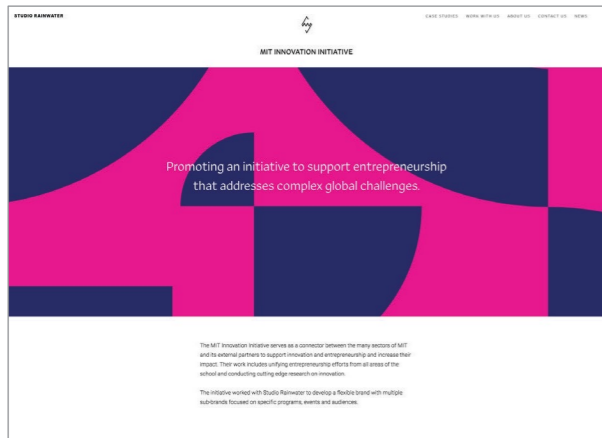 STUDIO RAINWATER
CASE STUDIES WORK WITH US ABOUT US CONTACT US NEWS
MIT INNOVATION INITIATIVE
Promoting an initiative to support entrepreneurship
that addresses complex global challenges.
The MIT Innovation Initiative serves as a connector between the many sectors of MIT
and its external partners to support innovation and entrepreneurship and increase their
impact. Their work includes unifying entrepreneurship efforts from all areas of the
school and conducting cutting edge research on innovation.
The initiative worked with Studio Rainwater to develop a flexible brand with multiple
sub-brands focused on specific programs, events and audiences.